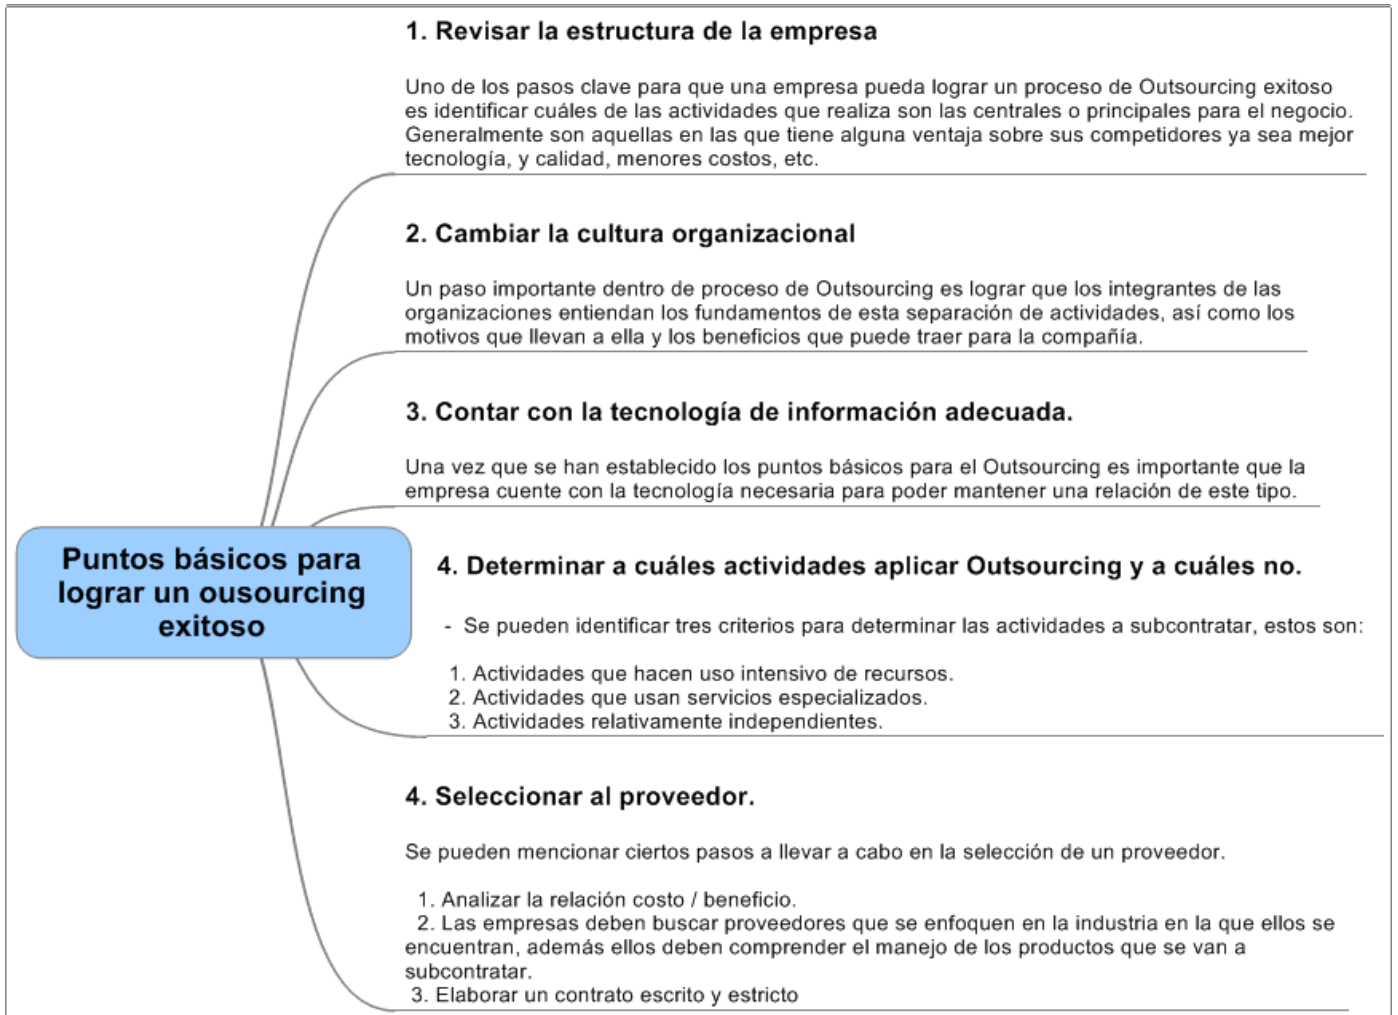 1. Revisar la estructura de la empresa
Uno de los pasos clave para que una empresa pueda lograr un proceso de Outsourcing exitoso
es identificar cuáles de las actividades que realiza son las centrales o principales para el negocio.
Generalmente son aquellas en las que tiene alguna ventaja sobre sus competidores ya sea mejor
tecnología, y calidad, menores costos, etc.
2. Cambiar la cultura organizacional
Un paso importante dentro de proceso de Outsourcing es lograr que los integrantes de las
organizaciones entiendan los fundamentos de esta separación de actividades, así como los
motivos que llevan a ella y los beneficios que puede traer para la compañía.
3. Contar con la tecnología de información adecuada.
Una vez que se han establecido los puntos básicos para el Outsourcing es importante que la
empresa cuente con la tecnología necesaria para poder mantener una relación de este tipo.
Puntos básicos para
lograr un ousourcing
exitoso
4. Determinar a cuáles actividades aplicar Outsourcing y a cuáles no.
- Se pueden identificar tres criterios para determinar las actividades a subcontratar, estos son:
1. Actividades que hacen uso intensivo de recursos.
2. Actividades que usan servicios especializados.
3. Actividades relativamente independientes.
4. Seleccionar al proveedor.
Se pueden mencionar ciertos pasos a llevar a cabo en la selección de un proveedor.
1. Analizar la relación costo / beneficio.
2. Las empresas deben buscar proveedores que se enfoquen en la industria en la que ellos se
encuentran, además ellos deben comprender el manejo de los productos que se van a
subcontratar.
3. Elaborar un contrato escrito y estricto